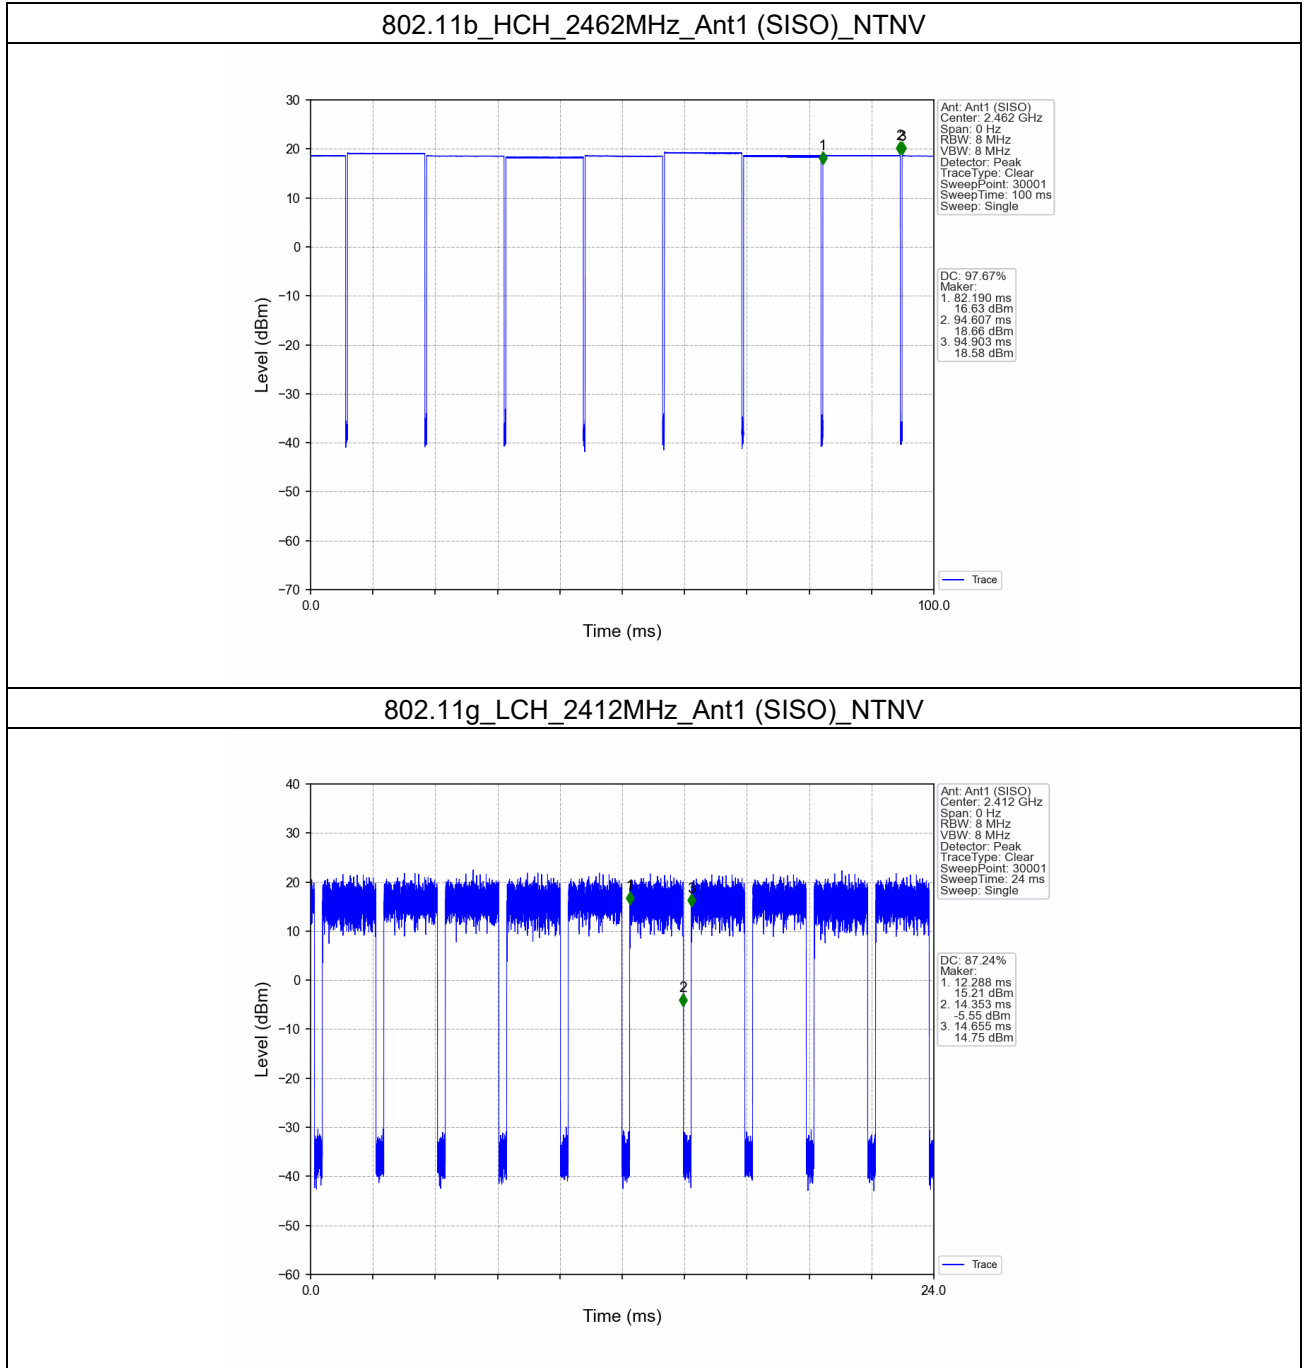 802.11b_HCH_2462MHz_Ant1 (SISO)_NTNV
30
20
10
0
−10
−20
−30
−40
−50
−60
−70
Level (dBm)
0.0
100.0
Time (ms)
1
2
3
Ant: Ant1 (SISO)
Center: 2.462 GHz
Span: 0 Hz
RBW: 8 MHz
VBW: 8 MHz
Detector: Peak
TraceType: Clear
SweepPoint: 30001
SweepTime: 100 ms
Sweep: Single
DC: 97.67%
Maker:
1. 82.190 ms
16.63 dBm
2. 94.607 ms
18.66 dBm
3. 94.903 ms
18.58 dBm
Trace
802.11g_LCH_2412MHz_Ant1 (SISO)_NTNV
40
30
20
10
0
−10
−20
−30
−40
−50
−60
Level (dBm)
0.0
24.0
Time (ms)
1
2
3
Ant: Ant1 (SISO)
Center: 2.412 GHz
Span: 0 Hz
RBW: 8 MHz
VBW: 8 MHz
Detector: Peak
TraceType: Clear
SweepPoint: 30001
SweepTime: 24 ms
Sweep: Single
DC: 87.24%
Maker:
1. 12.288 ms
15.21 dBm
2. 14.353 ms
-5.55 dBm
3. 14.655 ms
14.75 dBm
Trace